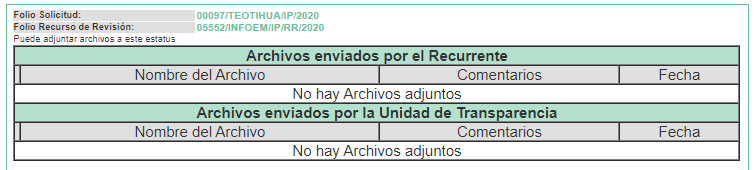 Folio Solicitud: 00097/TEOTIHUA/IP/2020
Folio Recurso de Revisión: 05552/INFOEM/IP/RR/2020
Puede adjuntar archivos a este estatus
Archivos enviados por el Recurrente
Nombre del Archivo Comentarios Fecha
No hay Archivos adjuntos
Archivos enviados por la Unidad de Transparencia
Nombre del Archivo Comentarios Fecha
No hay Archivos adjuntos